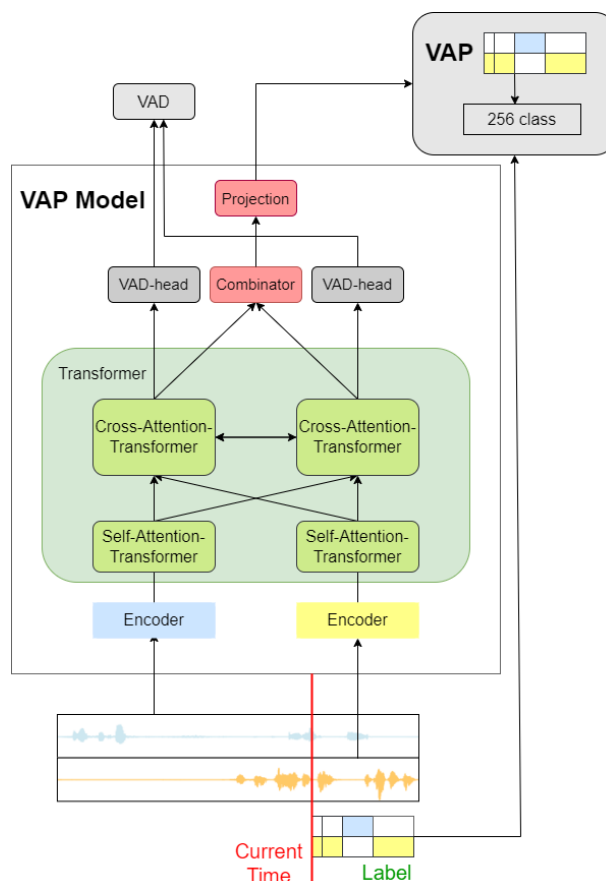 VAP
256 class
VAD
VAP Model
Projection
VAD-head
Combinator
VAD-head
Transformer
Cross-Attention-
Transformer
Cross-Attention-
Transformer
Self-Attention-
Transformer
Self-Attention-
Transformer
Encoder
Encoder
Current
Time
Label